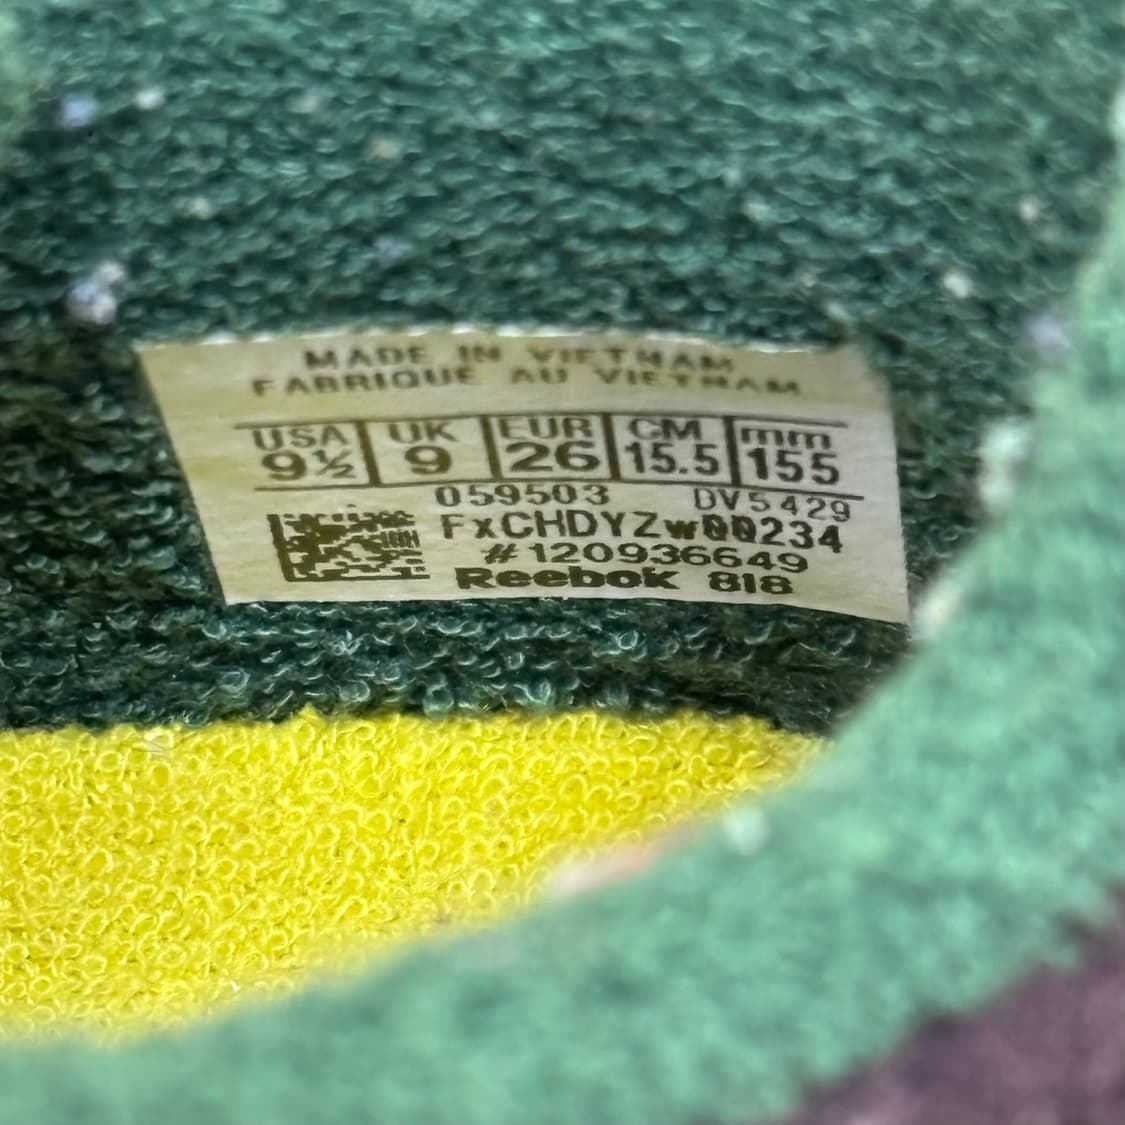 MADE IN VIETNAM
FABRIQUÉ AU VIETNAM
USA UK EUR CM mm
9½ 9 26 15.5 155
059503 DV5429
FxCHDYZw00234
#120936649
Reebok 818